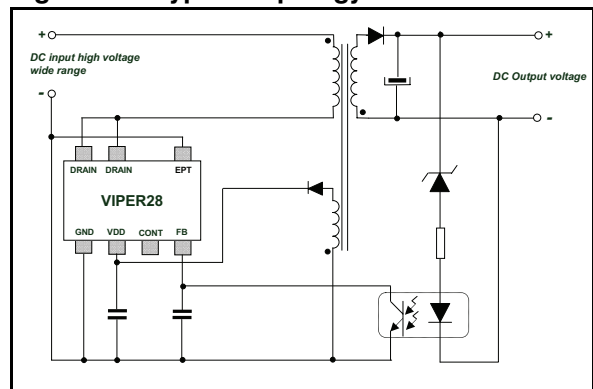 +
+
DC input high voltage
wide range
DC Output voltage
-
-
DRAIN DRAIN EPT
VIPER28
GND VDD CONT FB